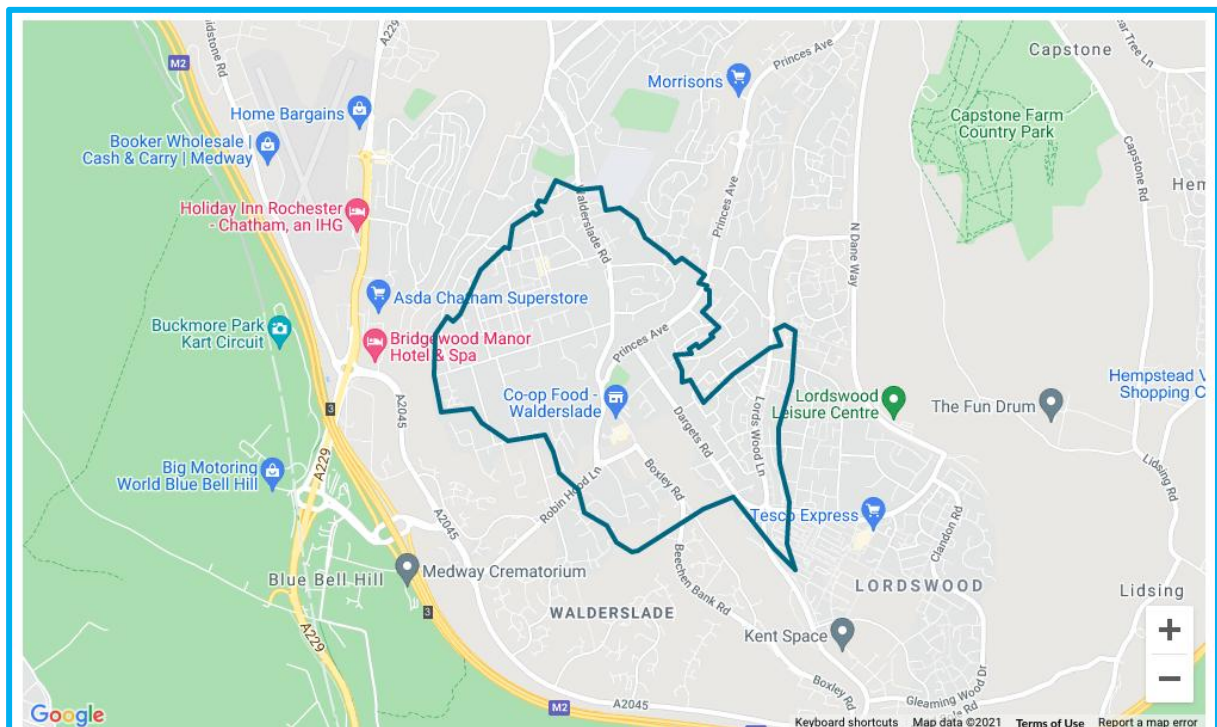 A229
Maidstone Rd
M2
Princes Ave
Capstone
Morrisons
Home Bargains
Capstone Farm
Country Park
Booker Wholesale |
Cash & Carry | Medway
Capstone Rd
Hem
Holiday Inn Rochester
- Chatham, an IHG
Walderslade Rd
Princes Ave
N Dane Way
Asda Chatham Superstore
Buckmore Park
Kart Circuit
Bridgewood Manor
Hotel & Spa
Princes Ave
Co-op Food -
Walderslade
Lords Wood Ln
Lordswood
Leisure Centre
The Fun Drum
Hempstead V
Shopping C
3
A2045
Dargets Rd
Big Motoring
World Blue Bell Hill
A229
Robin Hood Ln
Boxley Rd
Lidsing Rd
A2045
Tesco Express
Clandon Rd
Blue Bell Hill
Medway Crematorium
Beechen Bank Rd
LORDSWOOD
Lidsing
3
WALDERSLADE
A229
Kent Space
+
−
Boxley Rd
Gleaming Wood Dr
A2045
M2
Google
Keyboard shortcuts Map data ©2021 Terms of Use Report a map error